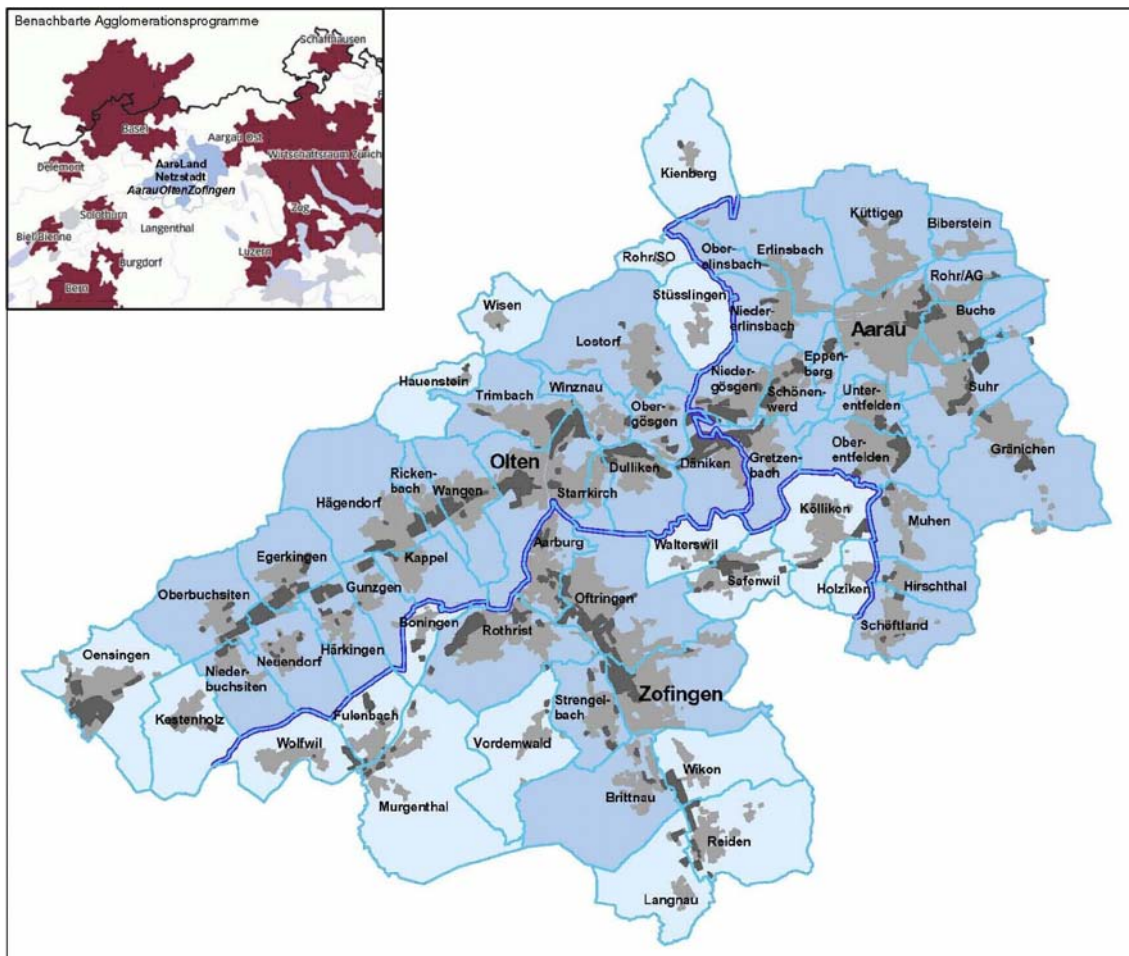 Benachbarte Agglomerationsprogramme
Schaffhausen
Basel
Aargau Ost
Wirtschaftsraum Zürich
Delémont
AareLand
Netzstadt
AarauOltenZofingen
Solothurn
Langenthal
Zug
Biel-Bienne
Burgdorf
Luzern
Bern
Kienberg
Küttigen
Biberstein
Ober-
erlinsbach
Erlinsbach
Rohr/SO
Rohr/AG
Stüsslingen
Buchs
Wisen
Nieder-
erlinsbach
Aarau
Lostorf
Eppen-
berg
Hauenstein
Trimbach
Winznau
Nieder-
gösgen
Schönen-
werd
Unter-
entfelden
Suhr
Ober-
gösgen
Ober-
entfelden
Gränichen
Olten
Dulliken
Däniken
Gretzen-
bach
Ricken-
bach
Wangen
Starrkirch
Hägendorf
Kölliken
Muhen
Aarburg
Walterswil
Egerkingen
Kappel
Safenwil
Holziken
Hirschthal
Oberbuchsiten
Gunzgen
Oftringen
Boningen
Rothrist
Schöftland
Oensingen
Nieder-
buchsiten
Neuendorf
Härkingen
Zofingen
Kestenholz
Fulenbach
Strengel-
bach
Wolfwil
Vordemwald
Wikon
Murgenthal
Brittnau
Reiden
Langnau